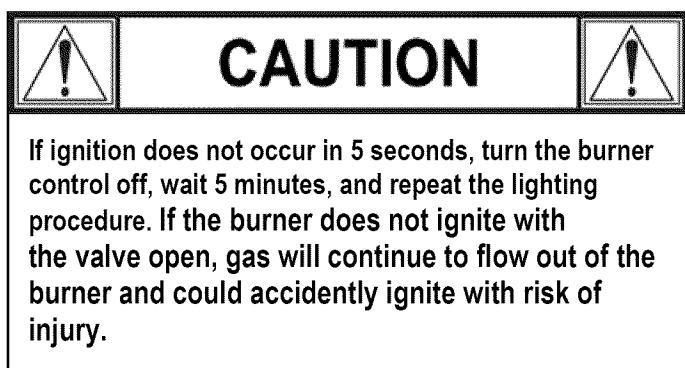 CAUTION
If ignition does not occur in 5 seconds, turn the burner
control off, wait 5 minutes, and repeat the lighting
procedure. If the burner does not ignite with
the valve open, gas will continue to flow out of the
burner and could accidently ignite with risk of
injury.